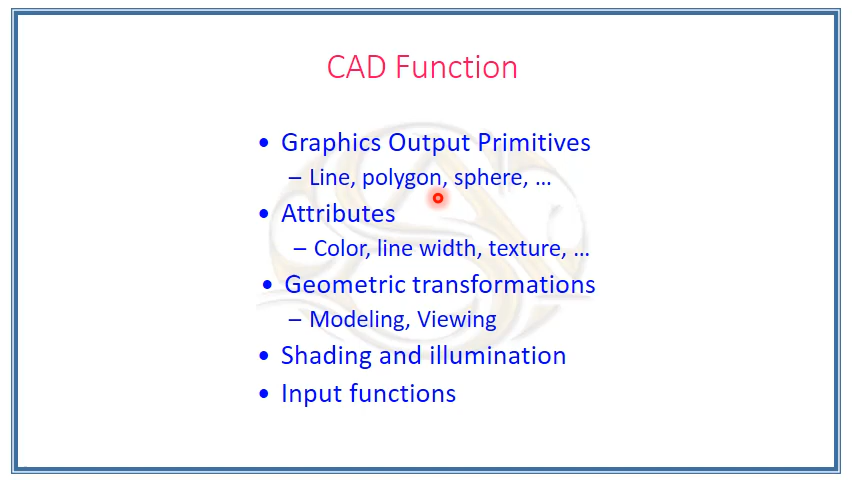 CAD Function
• Graphics Output Primitives
– Line, polygon, sphere, …
• Attributes
– Color, line width, texture, …
• Geometric transformations
– Modeling, Viewing
• Shading and illumination
• Input functions